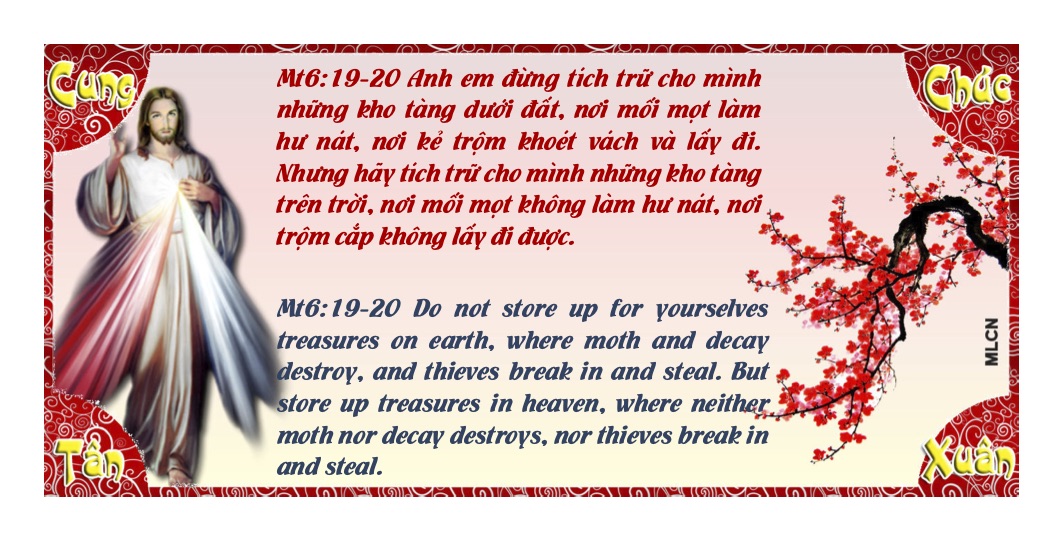 Cung
Chúc
Mt6:19-20 Anh em đừng tích trữ cho mình
những kho tàng dưới đất, nơi mối mọt làm
hư nát, nơi kẻ trộm khoét vách và lấy đi.
Nhưng hãy tích trữ cho mình những kho tàng
trên trời, nơi mối mọt không làm hư nát, nơi
trộm cắp không lấy đi được.
Mt6:19-20 Do not store up for yourselves
treasures on earth, where moth and decay
destroy, and thieves break in and steal. But
store up treasures in heaven, where neither
moth nor decay destroys, nor thieves break in
and steal.
MLCN
Tân
Xuân